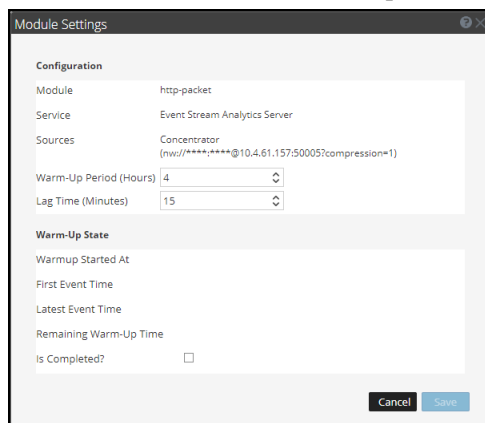 Module Settings
Configuration
Module http-packet
Service Event Stream Analytics Server
Sources Concentrator
(nw://****:****@10.4.61.157:50005?compression=1)
Warm-Up Period (Hours) 4
Lag Time (Minutes) 15
Warm-Up State
Warmup Started At
First Event Time
Latest Event Time
Remaining Warm-Up Time
Is Completed?
Cancel Save